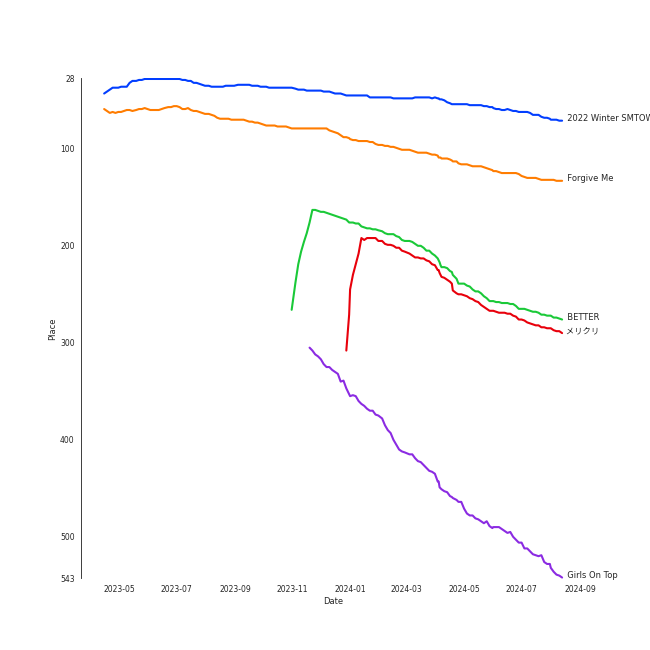 28
100
200
300
400
500
543
Place
2023-05
2023-07
2023-09
2023-11
2024-01
2024-03
2024-05
2024-07
2024-09
Date
2022 Winter SMTOW
Forgive Me
BETTER
メリクリ
Girls On Top